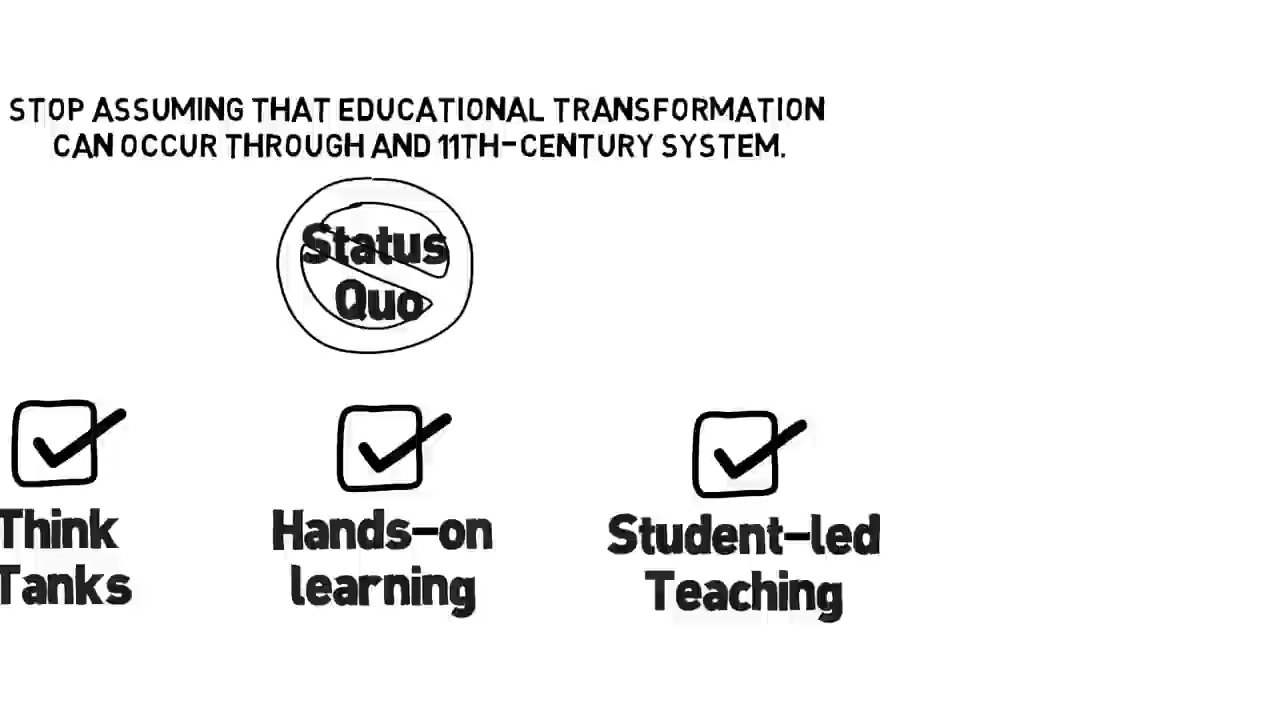 STOP ASSUMING THAT EDUCATIONAL TRANSFORMATION
CAN OCCUR THROUGH AND 11TH-CENTURY SYSTEM.
Status
Quo
Think
Tanks
Hands-on
learning
Student-led
Teaching